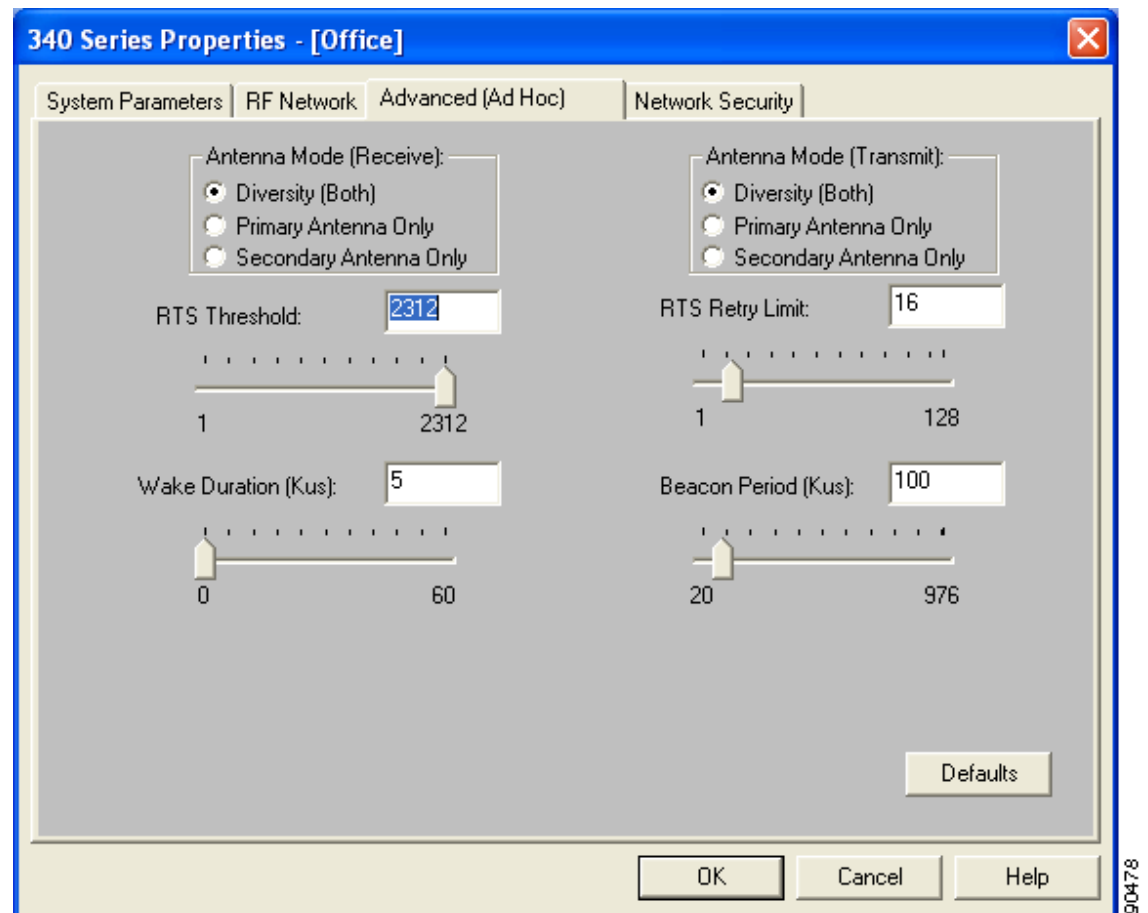 340 Series Properties - [Office]
System Parameters
RF Network
Advanced (Ad Hoc)
Network Security
Antenna Mode (Receive):
Diversity (Both)
Primary Antenna Only
Secondary Antenna Only
Antenna Mode (Transmit):
Diversity (Both)
Primary Antenna Only
Secondary Antenna Only
RTS Threshold:
2312
1
2312
RTS Retry Limit:
16
1
128
Wake Duration (Kus):
5
0
60
Beacon Period (Kus):
100
20
976
Defaults
OK
Cancel
Help
90478